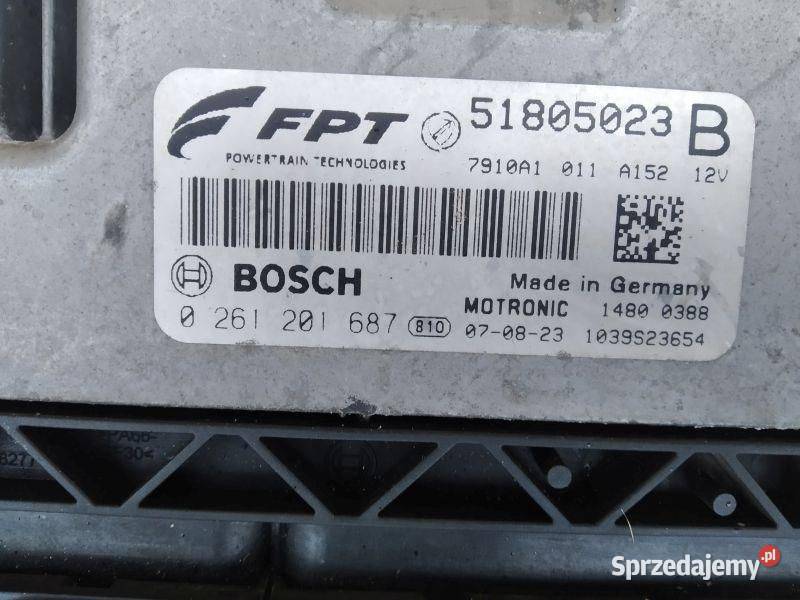 FPT 51805023 B
POWERTRAIN TECHNOLOGIES 7910A1 011 A152 12V
BOSCH Made in Germany
MOTRONIC 1480 0388
0 261 201 687 810 07-08-23 1039S23654
Sprzedajemy.pl